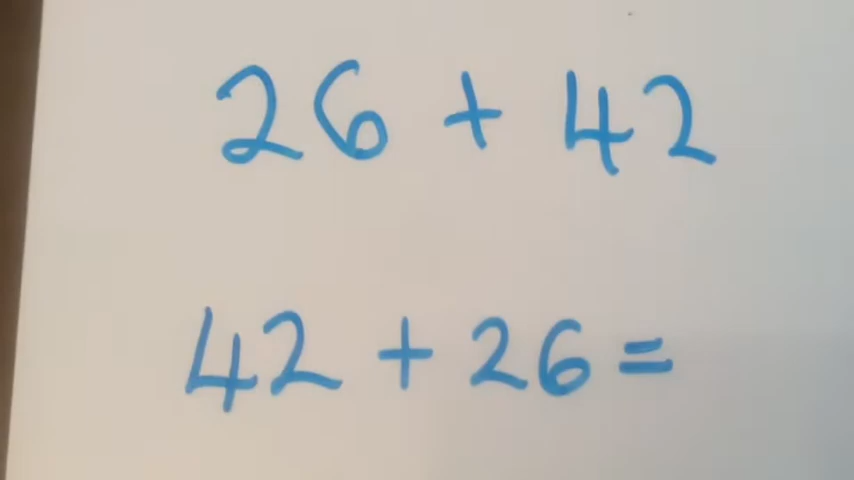 26 + 42
42 + 26 =